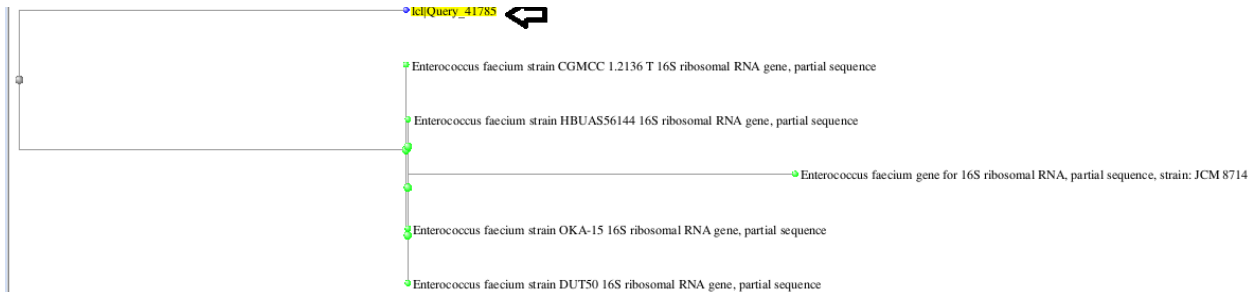 lcl|Query_41785
Enterococcus faecium strain CGMCC 1.2136 T 16S ribosomal RNA gene, partial sequence
Enterococcus faecium strain HBUAS56144 16S ribosomal RNA gene, partial sequence
Enterococcus faecium gene for 16S ribosomal RNA, partial sequence, strain: JCM 8714
Enterococcus faecium strain OKA-15 16S ribosomal RNA gene, partial sequence
Enterococcus faecium strain DUT50 16S ribosomal RNA gene, partial sequence